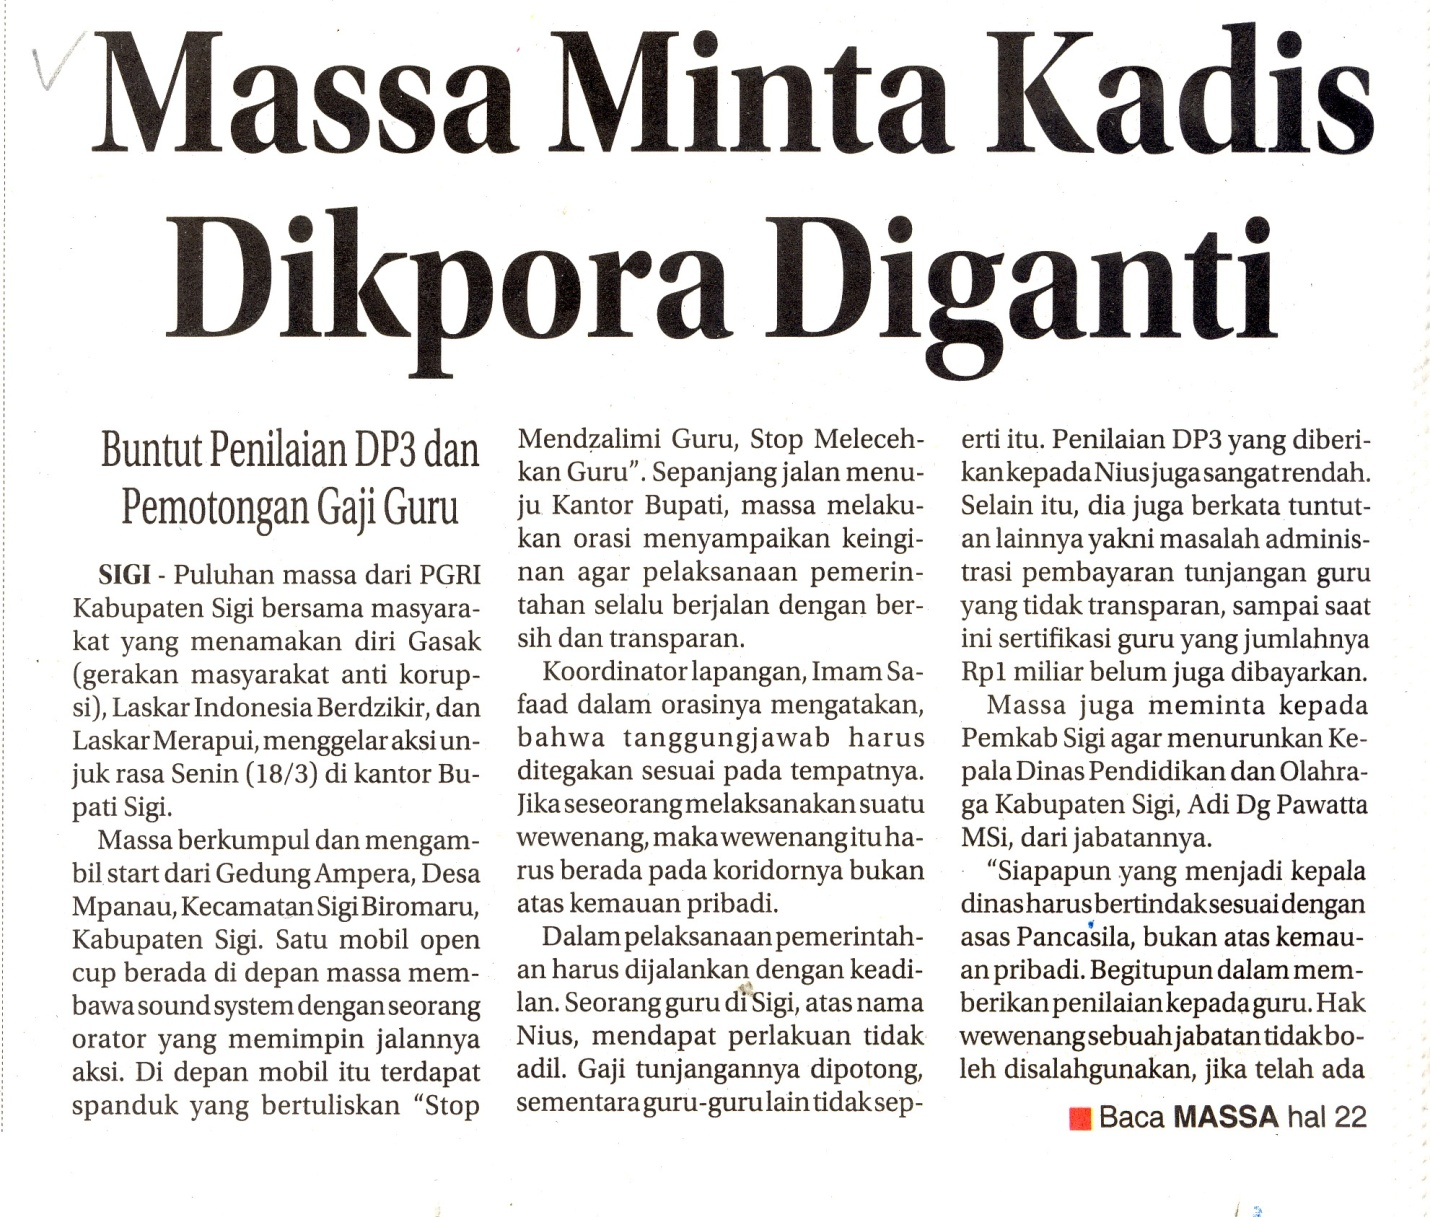 Massa Minta Kadis
Dikpora Diganti
Buntut Penilaian DP3 dan
Pemotongan Gaji Guru
SIGI - Puluhan massa dari PGRI
Kabupaten Sigi bersama masyara-
kat yang menamakan diri Gasak
(gerakan masyarakat anti korup-
si), Laskar Indonesia Berdzikir, dan
Laskar Merapui, menggelar aksi un-
juk rasa Senin (18/3) di kantor Bu-
pati Sigi.
Massa berkumpul dan mengam-
bil start dari Gedung Ampera, Desa
Mpanau, Kecamatan Sigi Biromaru,
Kabupaten Sigi. Satu mobil open
cup berada di depan massa mem-
bawa sound system dengan seorang
orator yang memimpin jalannya
aksi. Di depan mobil itu terdapat
spanduk yang bertuliskan “Stop
Mendzalimi Guru, Stop Meleceh-
kan Guru”. Sepanjang jalan menu-
ju Kantor Bupati, massa melaku-
kan orasi menyampaikan keingi-
nan agar pelaksanaan pemerin-
tahan selalu berjalan dengan ber-
sih dan transparan.
Koordinator lapangan, Imam Sa-
faad dalam orasinya mengatakan,
bahwa tanggungjawab harus
ditegakan sesuai pada tempatnya.
Jika seseorang melaksanakan suatu
wewenang, maka wewenang itu ha-
rus berada pada koridornya bukan
atas kemauan pribadi.
Dalam pelaksanaan pemerintah-
an harus dijalankan dengan keadi-
lan. Seorang guru di Sigi, atas nama
Nius, mendapat perlakuan tidak
adil. Gaji tunjangannya dipotong,
sementara guru-guru lain tidak sep-
erti itu. Penilaian DP3 yang diberi-
kan kepada Nius juga sangat rendah.
Selain itu, dia juga berkata tuntut-
an lainnya yakni masalah adminis-
trasi pembayaran tunjangan guru
yang tidak transparan, sampai saat
ini sertifikasi guru yang jumlahnya
Rp1 miliar belum juga dibayarkan.
Massa juga meminta kepada
Pemkab Sigi agar menurunkan Ke-
pala Dinas Pendidikan dan Olahra-
ga Kabupaten Sigi, Adi Dg Pawatta
MSi, dari jabatannya.
“Siapapun yang menjadi kepala
dinas harus bertindak sesuai dengan
asas Pancasila, bukan atas kemau-
an pribadi. Begitupun dalam mem-
berikan penilaian kepada guru. Hak
wewenang sebuah jabatan tidak bo-
leh disalahgunakan, jika telah ada
Baca MASSA hal 22